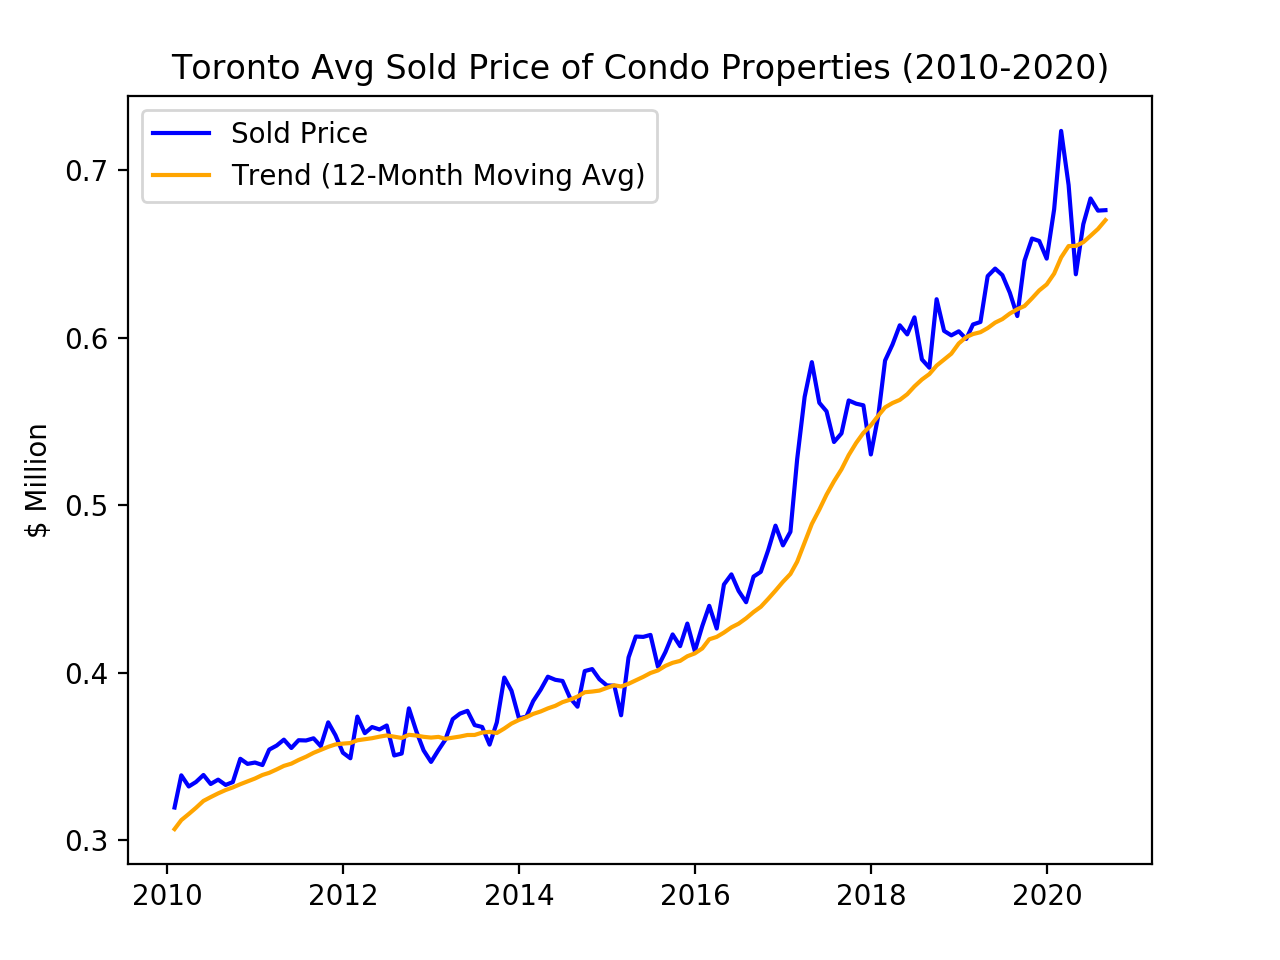 Toronto Avg Sold Price of Condo Properties (2010-2020)
Sold Price
Trend (12-Month Moving Avg)
$ Million
0.7
0.6
0.5
0.4
0.3
2010 2012 2014 2016 2018 2020